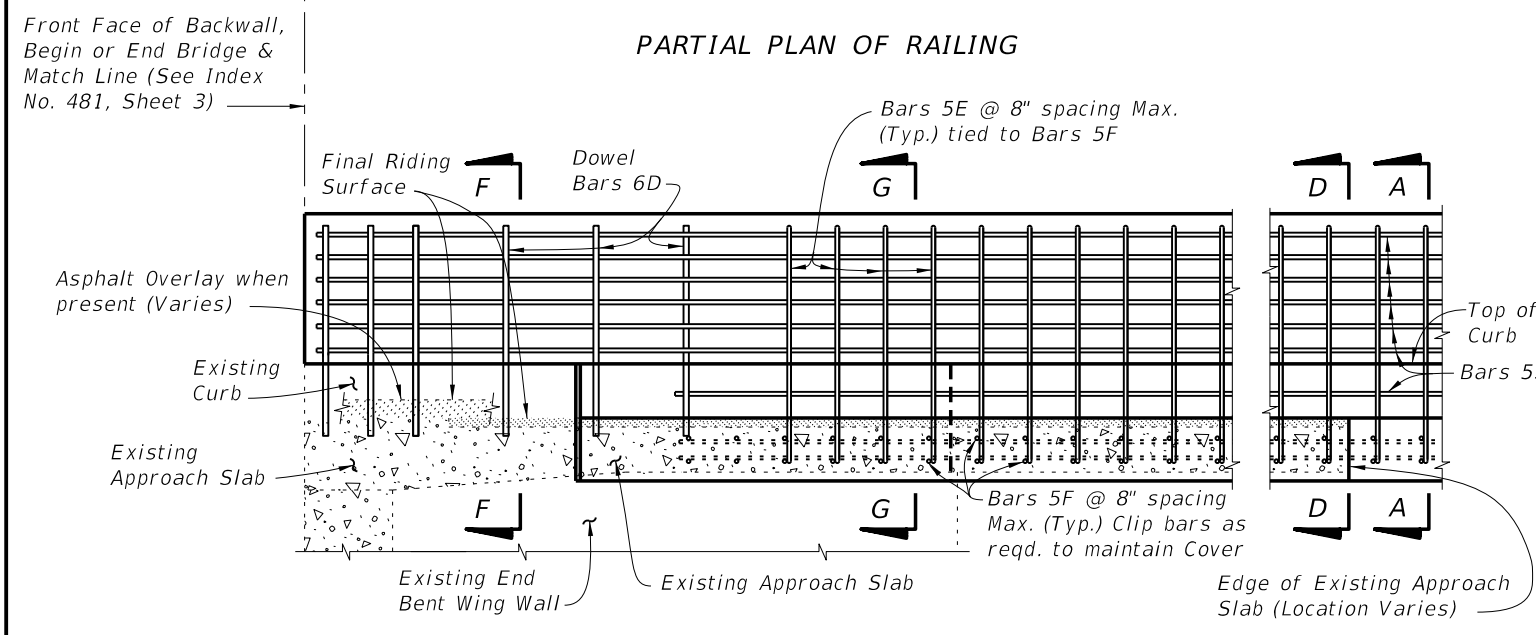 Front Face of Backwall,
Begin or End Bridge &
Match Line (See Index
No. 481, Sheet 3)
PARTIAL PLAN OF RAILING
Bars 5E @ 8" spacing Max.
(Typ.) tied to Bars 5F
Final Riding
Surface
Dowel
Bars 6D
F
G
D
A
Asphalt Overlay when
present (Varies)
Top of
Curb
Existing
Curb
Bars 5
Existing
Approach Slab
F
G
D
A
Bars 5F @ 8" spacing
Max. (Typ.) Clip bars as
reqd. to maintain Cover
Existing End
Bent Wing Wall
Existing Approach Slab
Edge of Existing Approach
Slab (Location Varies)